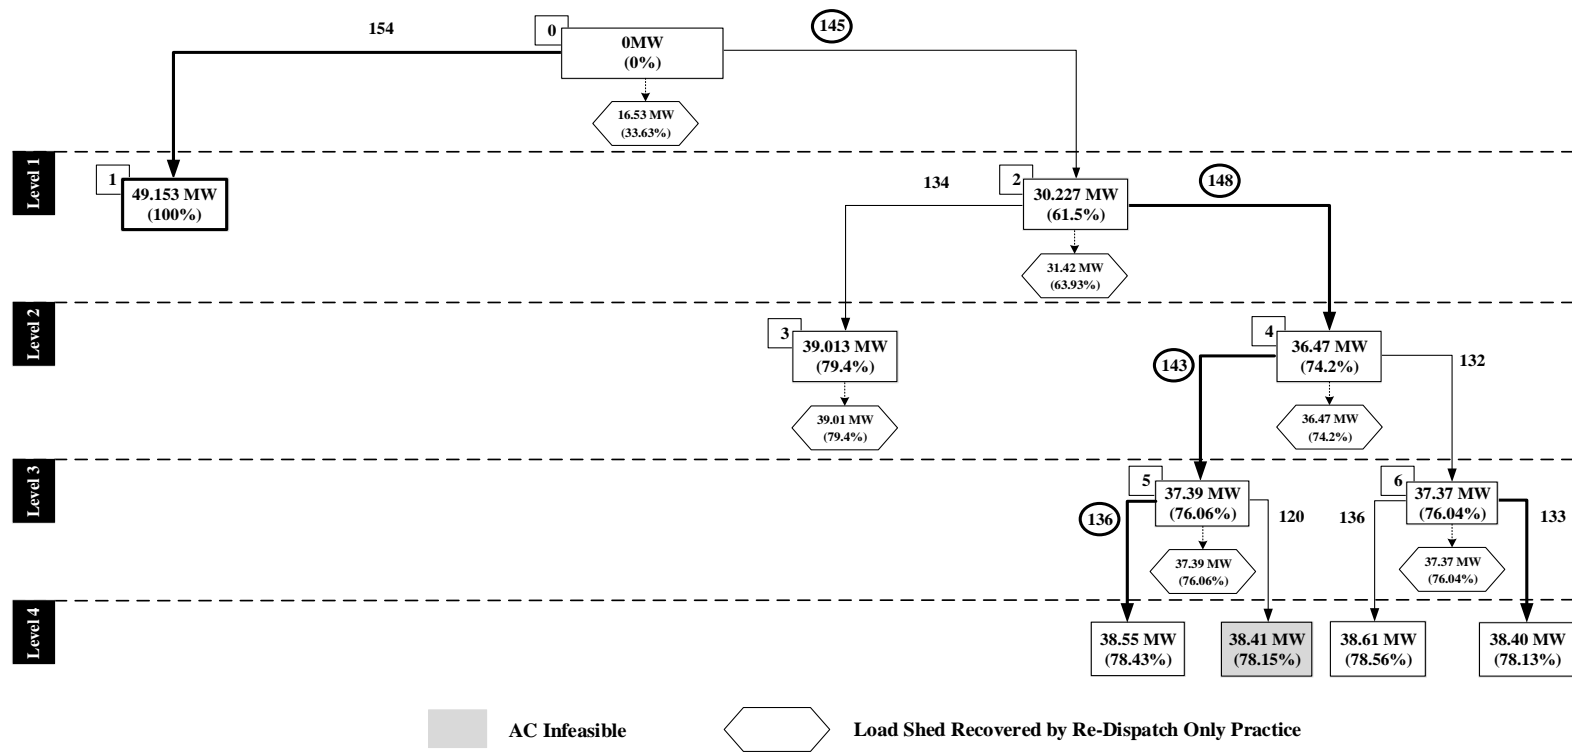 154
0
145
0MW
(0%)
16.53 MW
(33.63%)
Level 1
1
49.153 MW
(100%)
134
2
148
30.227 MW
(61.5%)
31.42 MW
(63.93%)
Level 2
3
39.013 MW
(79.4%)
39.01 MW
(79.4%)
4
36.47 MW
(74.2%)
143
132
36.47 MW
(74.2%)
Level 3
5
37.39 MW
(76.06%)
136
120
37.39 MW
(76.06%)
6
37.37 MW
(76.04%)
136
133
37.37 MW
(76.04%)
Level 4
38.55 MW
(78.43%)
38.41 MW
(78.15%)
38.61 MW
(78.56%)
38.40 MW
(78.13%)
AC Infeasible
Load Shed Recovered by Re-Dispatch Only Practice